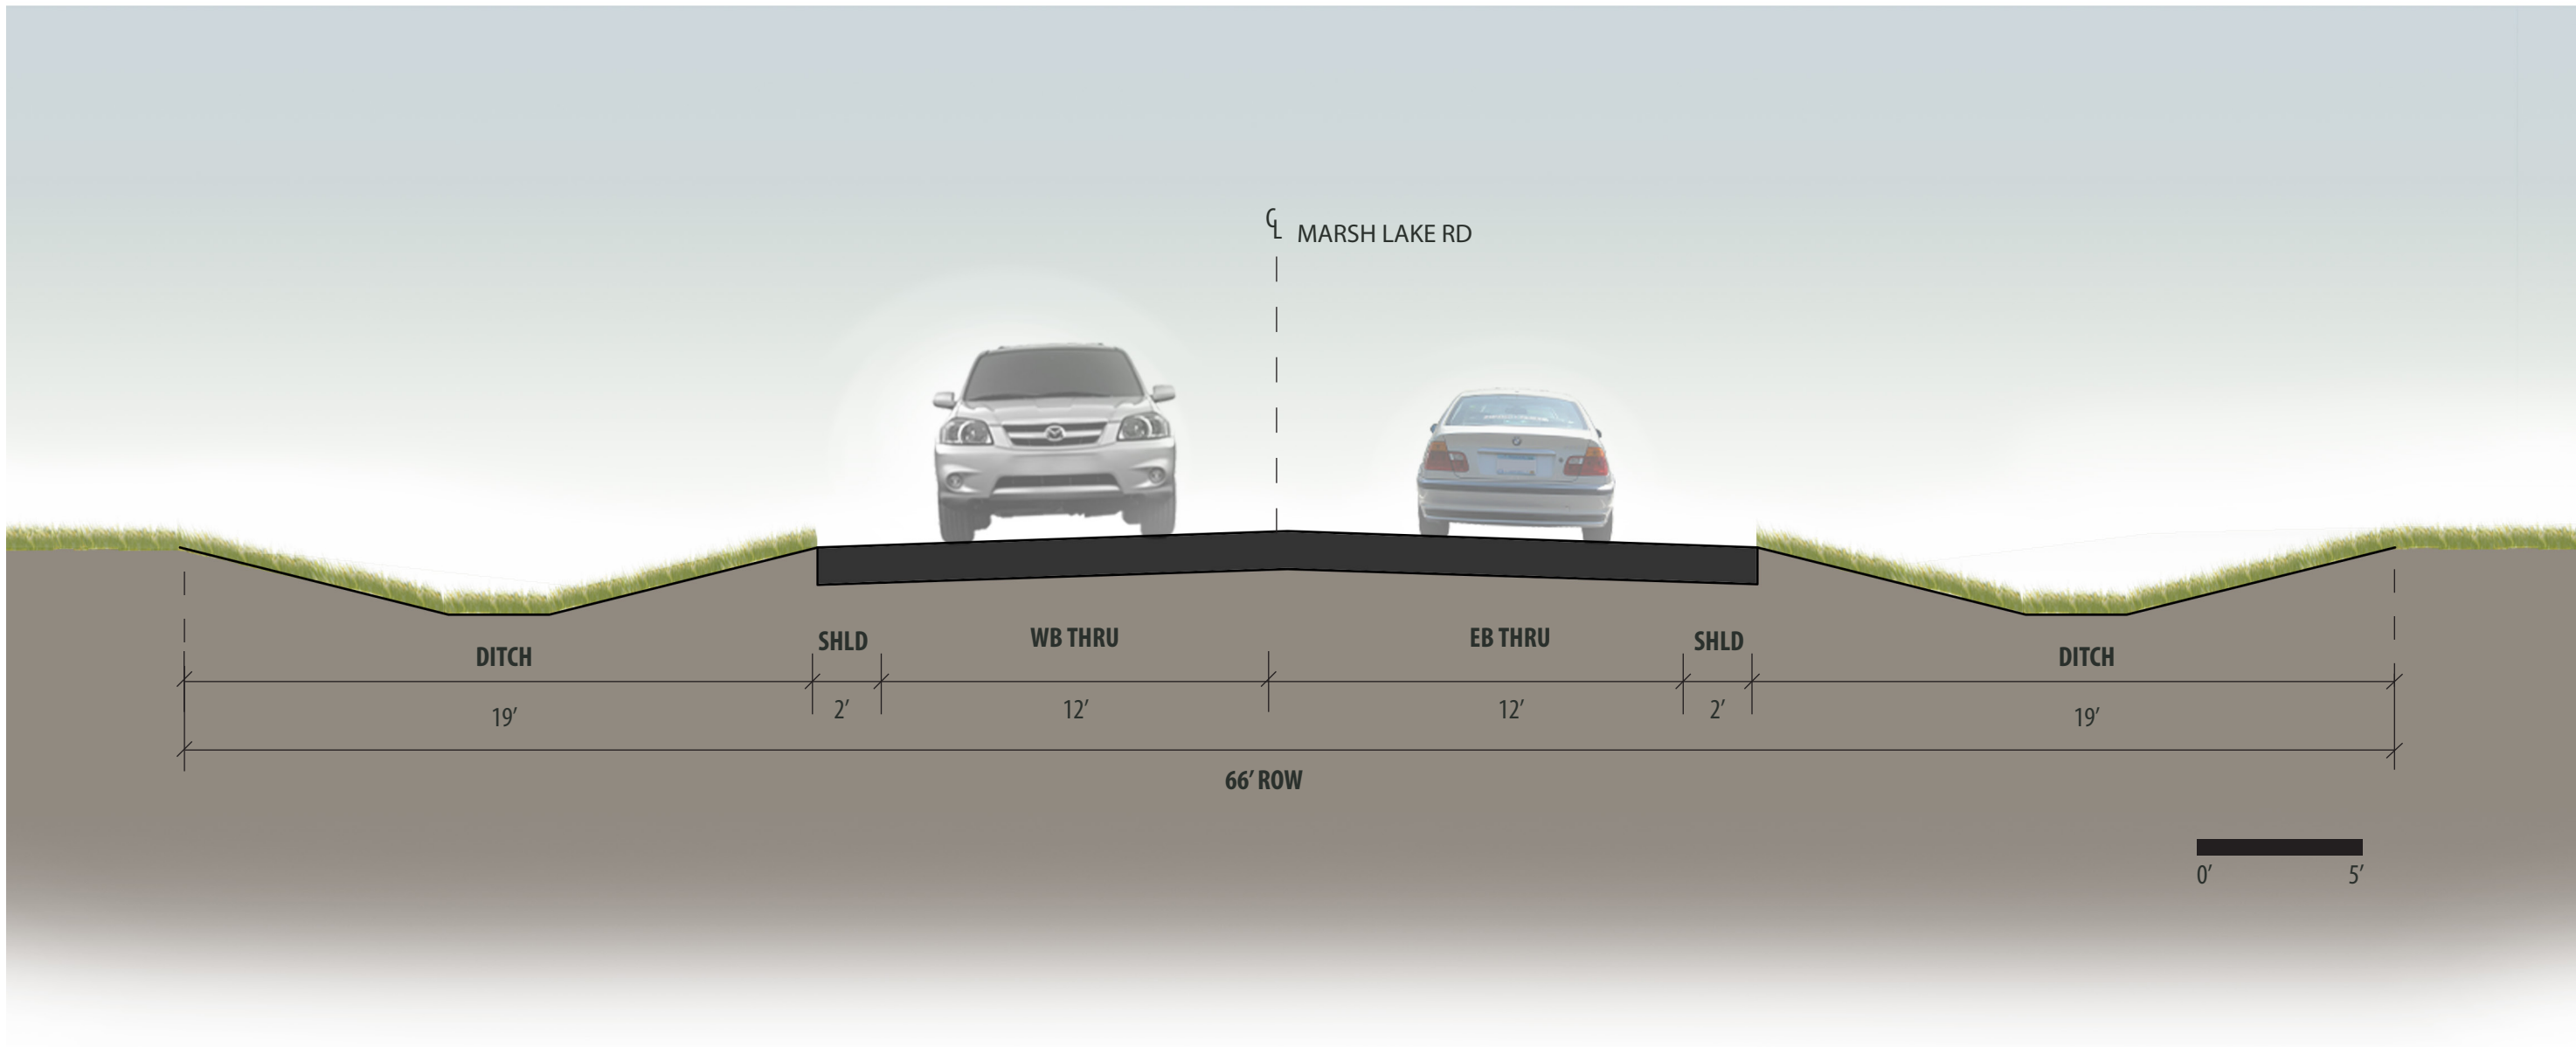 ℄ MARSH LAKE RD
DITCH SHLD WB THRU EB THRU SHLD DITCH
19’ 2’ 12’ 12’ 2’ 19’
66’ ROW
0’ 5’